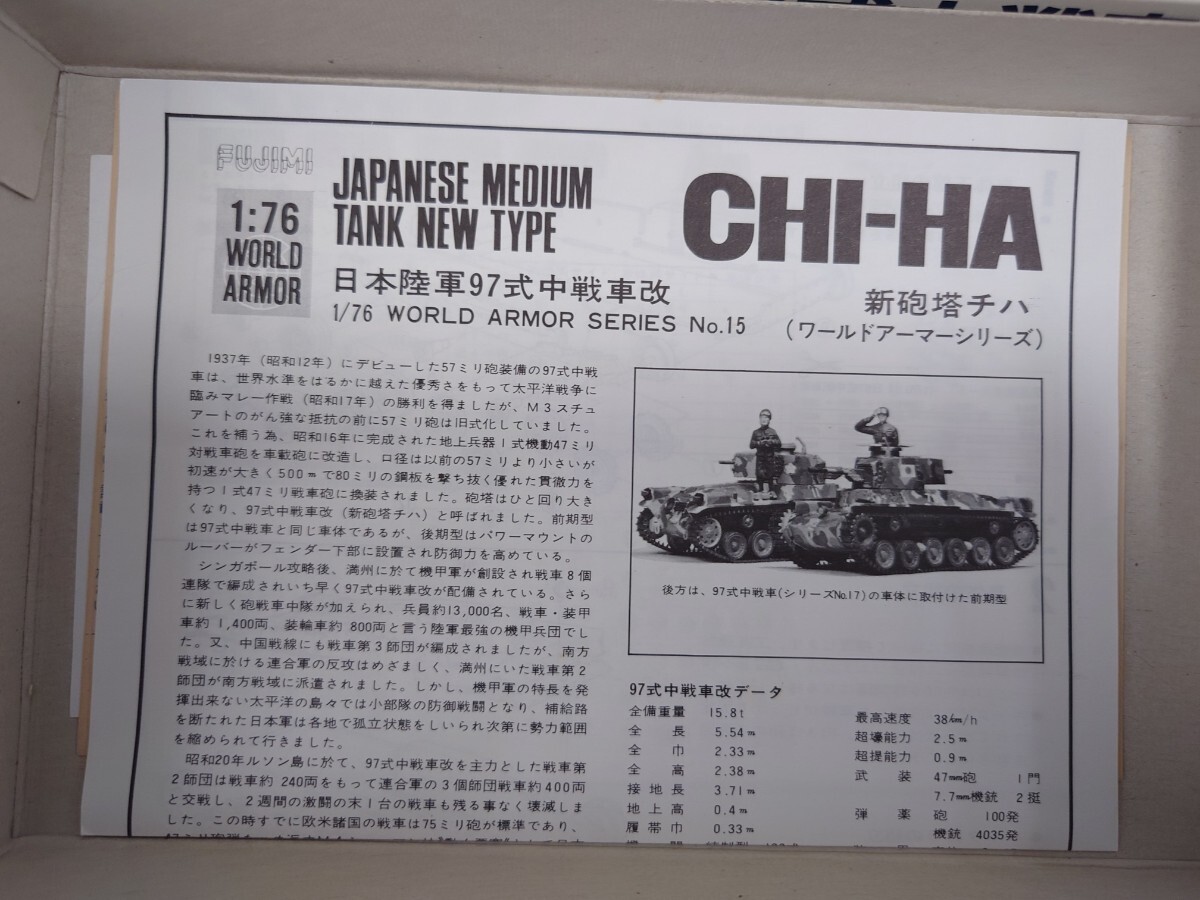 FUJIMI
1:76
WORLD
ARMOR
JAPANESE MEDIUM
TANK NEW TYPE
CHI-HA
日本陸軍97式中戦車改
新砲塔チハ
1/76 WORLD ARMOR SERIES No.15
(ワールドアーマーシリーズ)
1937年(昭和12年)にデビューした57ミリ砲装備の97式中戦
車は、世界水準をはるかに越えた優秀さをもって太平洋戦争に
臨みマレー作戦(昭和17年)の勝利を得ましたが、M3スチュ
アートのがん強な抵抗の前に57ミリ砲は旧式化していました。
これを補う為、昭和16年に完成された地上兵器1式機動47ミリ
対戦車砲を車載砲に改造し、口径は以前の57ミリより小さいが
初速が大きく500mで80ミリの鋼板を撃ち抜く優れた貫徹力を
持つ1式47ミリ戦車砲に換装されました。砲塔はひと回り大き
くなり、97式中戦車改(新砲塔チハ)と呼ばれました。前期型
は97式中戦車と同じ車体であるが、後期型はパワーマウントの
ルーバーがフェンダー下部に設置され防御力を高めている。
シンガポール攻略後、満州に於て機甲軍が創設され戦車8個
連隊で編成されいち早く97式中戦車改が配備されている。さら
に新しく砲戦車中隊が加えられ、兵員約13,000名、戦車・装甲
車約1,400両、装輪車約800両と言う陸軍最強の機甲兵団でし
た。又、中国戦線にも戦車第3師団が編成されましたが、南方
戦域に於ける連合軍の反攻はめざましく、満州にいた戦車第2
師団が南方戦域に派遣されました。しかし、機甲軍の特長を発
揮出来ない太平洋の島々では小部隊の防御戦闘となり、補給路
を断たれた日本軍は各地で孤立状態をしいられ次第に勢力範囲
を縮められて行きました。
昭和20年ルソン島に於て、97式中戦車改を主力とした戦車第
2師団は戦車約240両をもって連合軍の3個師団戦車約400両
と交戦し、2週間の激闘の末1台の戦車も残る事なく壊滅しま
した。この時すでに欧米諸国の戦車は75ミリ砲が標準であり、
後方は、97式中戦車(シリーズNo.17)の車体に取付けた前期型
97式中戦車改データ
全備重量 15.8t
全長 5.54m
全巾 2.33m
全高 2.38m
接地長 3.71m
地上高 0.4m
履帯巾 0.33m
最高速度 38km/h
超壕能力 2.5m
超堤能力 0.9m
武装 47mm砲 1門
7.7mm機銃 2挺
弾薬 砲 100発
機銃 4035発